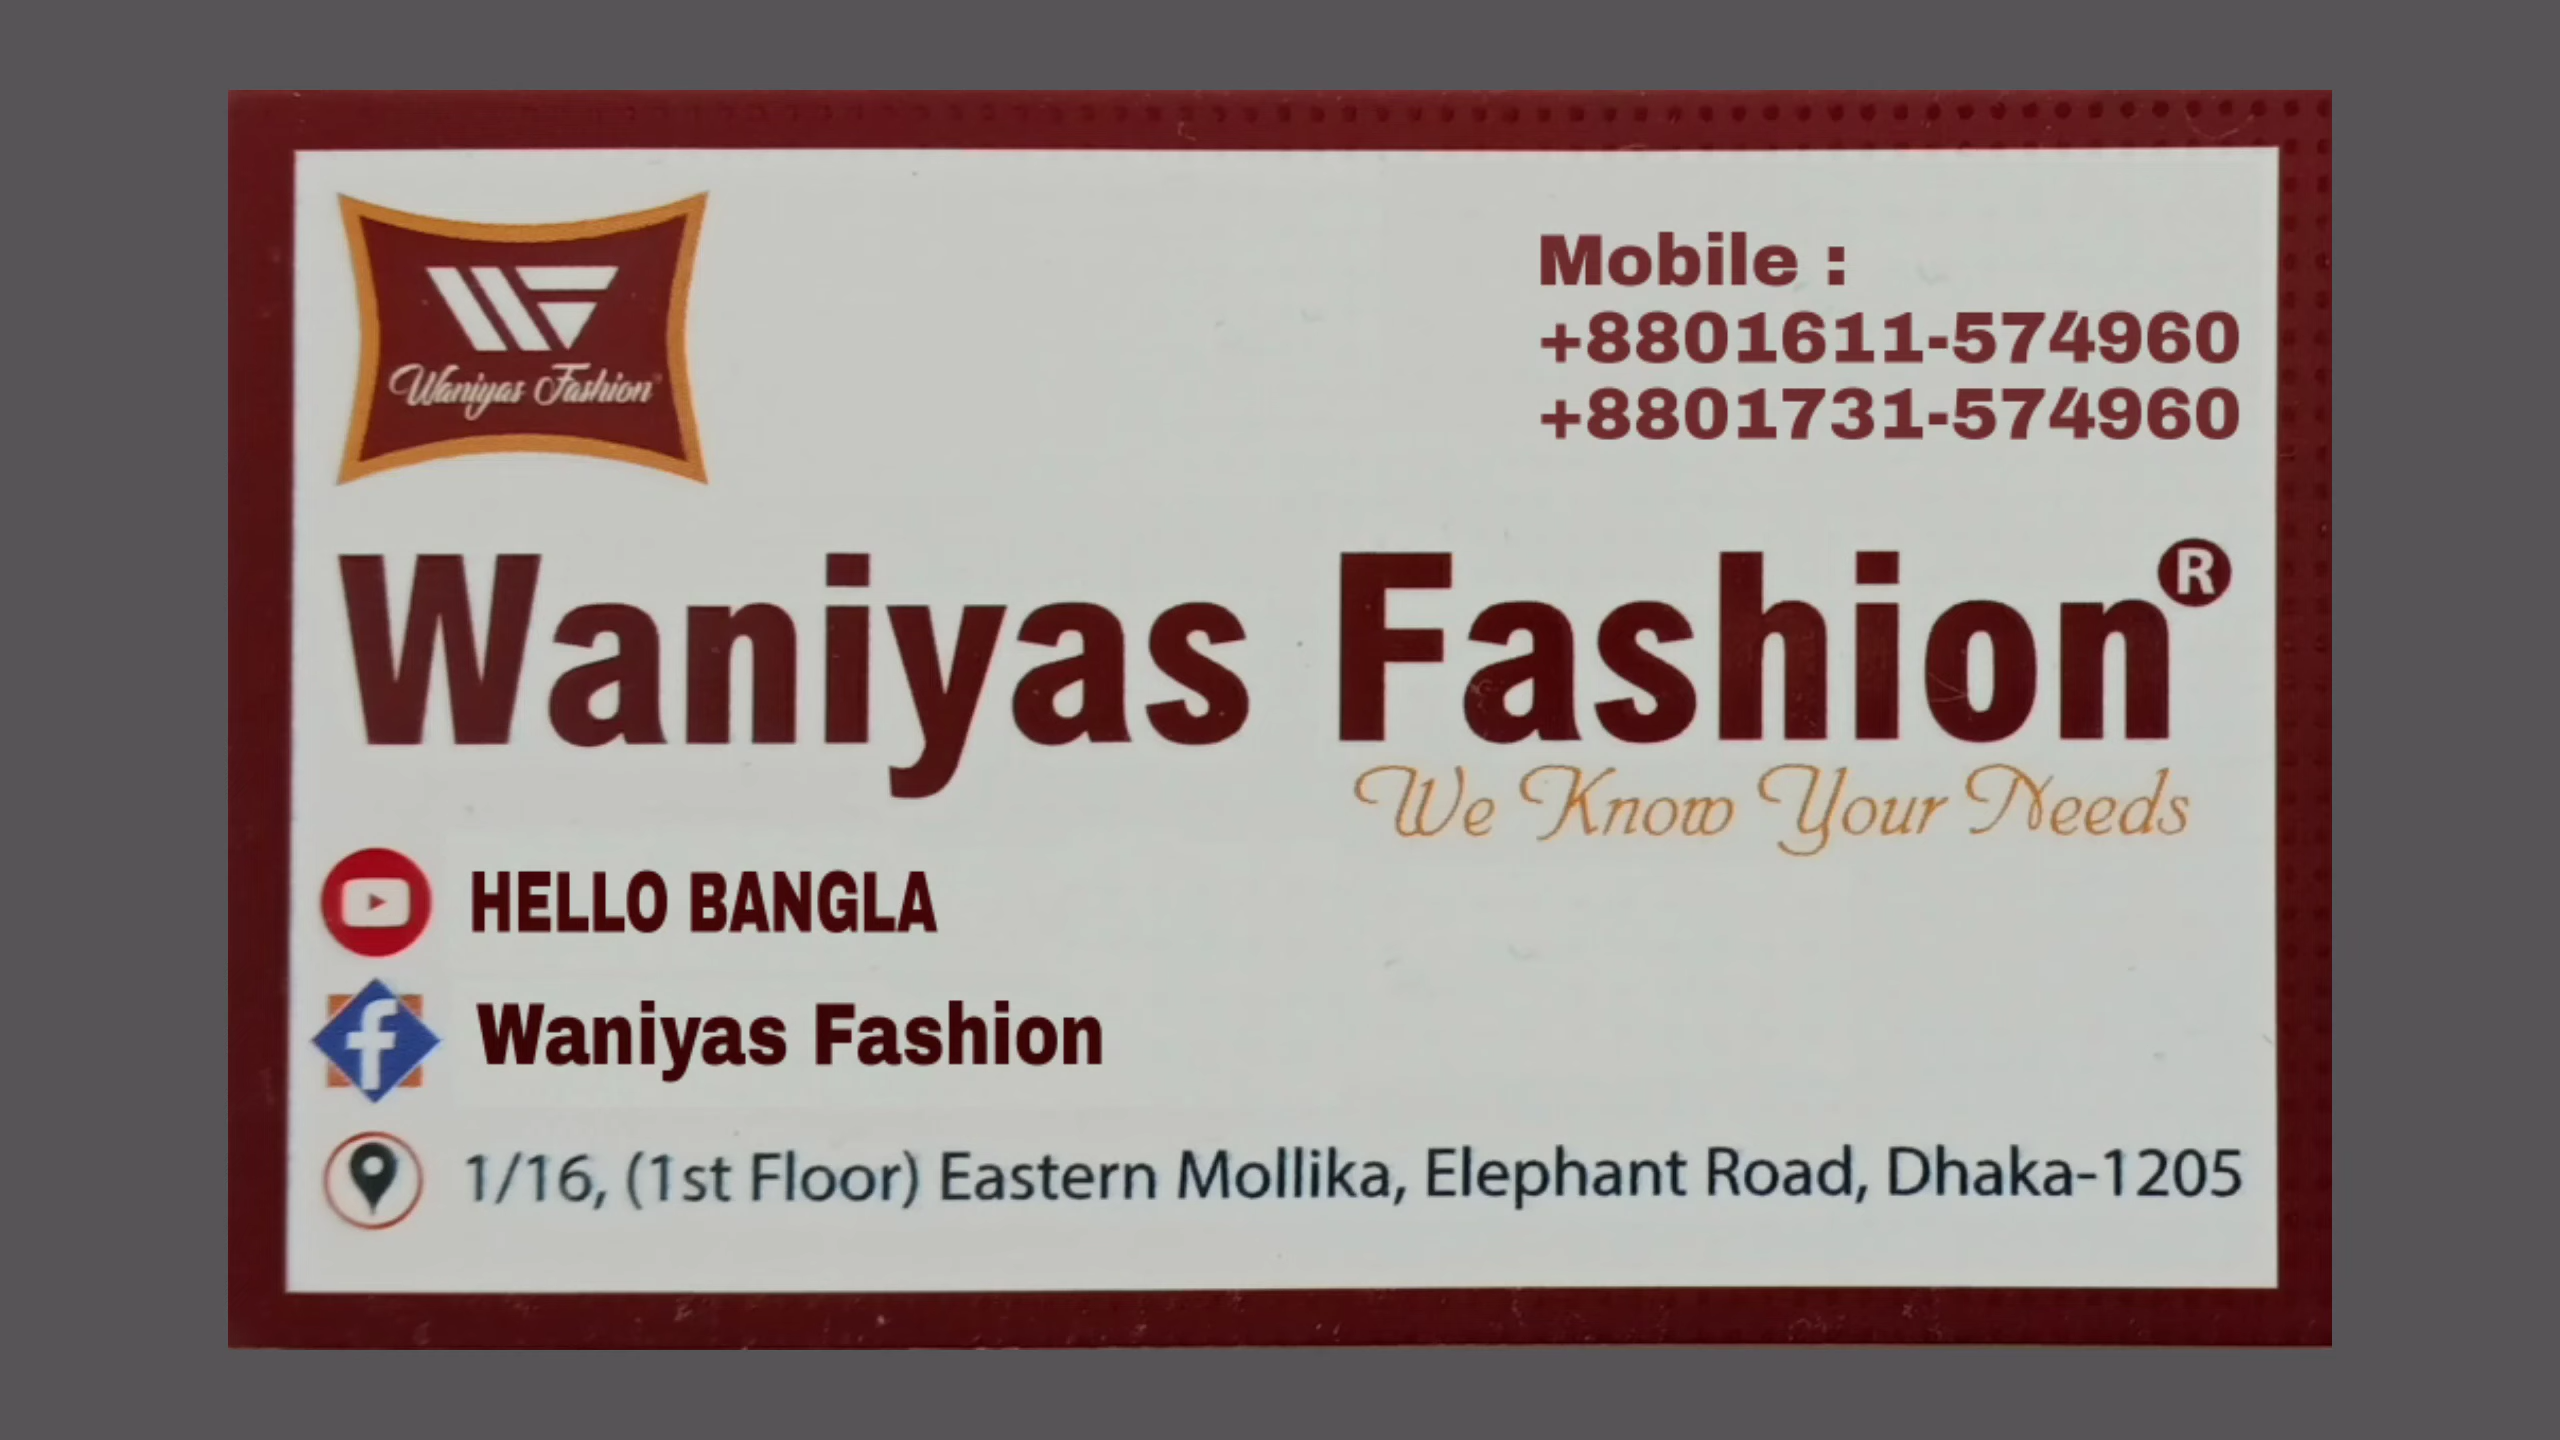 Waniyas Fashion
Mobile :
+8801611-574960
+8801731-574960
Waniyas Fashion®
We Know Your Needs
HELLO BANGLA
Waniyas Fashion
1/16, (1st Floor) Eastern Mollika, Elephant Road, Dhaka-1205